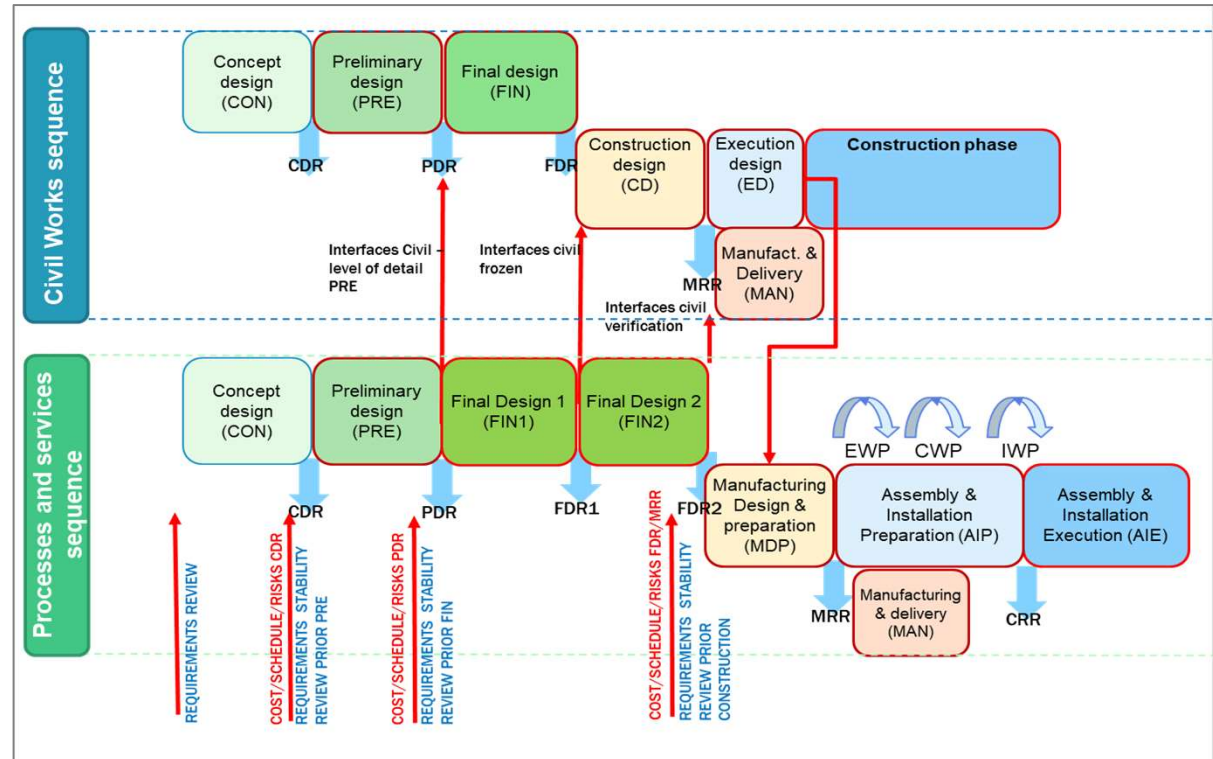 Civil Works sequence
Concept
design
(CON)
Preliminary
design
(PRE)
Final design
(FIN)
CDR
PDR
FDR
Construction
design
(CD)
Execution
design
(ED)
Construction phase
Interfaces Civil –
level of detail
PRE
Interfaces civil
frozen
MRR
Manufact. &
Delivery
(MAN)
Interfaces civil
verification
Processes and services
sequence
Concept
design
(CON)
Preliminary
design
(PRE)
Final Design 1
(FIN1)
Final Design 2
(FIN2)
EWP
CWP
IWP
CDR
PDR
FDR1
FDR2
Manufacturing
Design &
preparation
(MDP)
Assembly &
Installation
Preparation (AIP)
Assembly &
Installation
Execution (AIE)
MRR
Manufacturing
& delivery
(MAN)
CRR
REQUIREMENTS REVIEW
COST/SCHEDULE/RISKS CDR
REQUIREMENTS STABILITY
REVIEW PRIOR PRE
COST/SCHEDULE/RISKS PDR
REQUIREMENTS STABILITY
REVIEW PRIOR FIN
COST/SCHEDULE/RISKS FDR/MRR
REQUIREMENTS STABILITY
REVIEW PRIOR
CONSTRUCTION